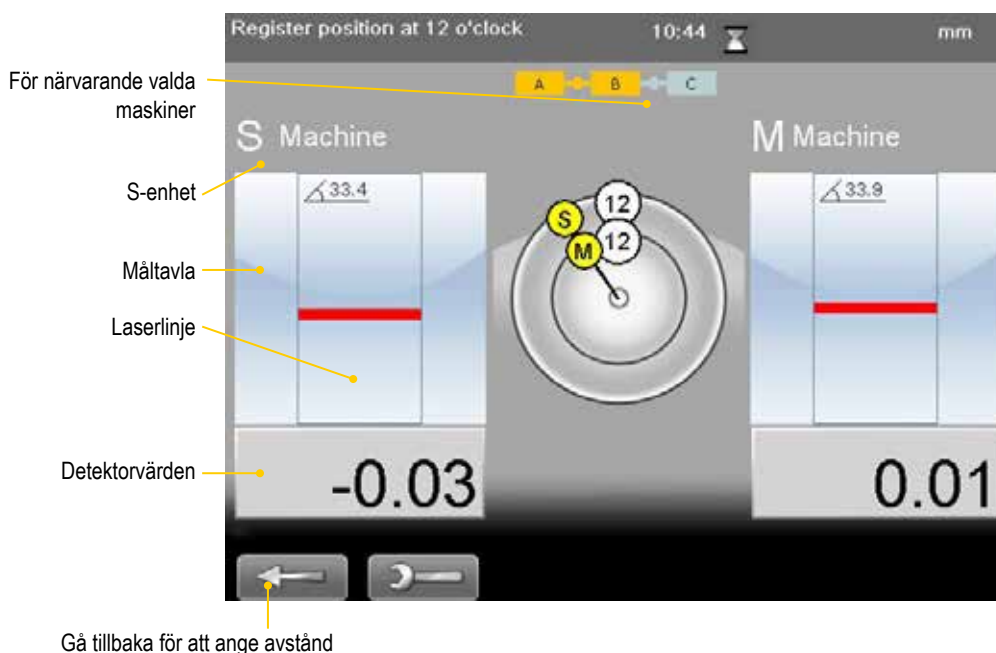 Register position at 12 o'clock 10:44 mm
För närvarande valda
maskiner
A B C
S Machine
M Machine
S-enhet
33.4
33.9
12
S
12
M
Måltavla
Laserlinje
Detektorvärden
-0.03
0.01
Gå tillbaka för att ange avstånd